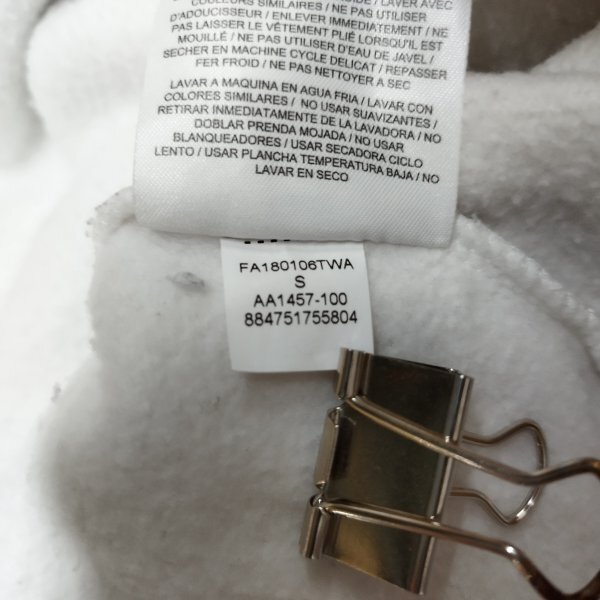 COULEURS SIMILAIRES / NE PAS UTILISER
D'ADOUCISSEUR / ENLEVER IMMEDIATEMENT / NE
PAS LAISSER LE VÊTEMENT PLIÉ LORSQU'IL EST
MOUILLÉ / NE PAS UTILISER D'EAU DE JAVEL /
SECHER EN MACHINE CYCLE DELICAT / REPASSER
FER FROID / NE PAS NETTOYER A SEC
LAVAR A MAQUINA EN AGUA FRIA / LAVAR CON
COLORES SIMILARES / NO USAR SUAVIZANTES /
RETIRAR INMEDIATAMENTE DE LA LAVADORA / NO
DOBLAR PRENDA MOJADA / NO USAR
BLANQUEADORES / USAR SECADORA CICLO
LENTO / USAR PLANCHA TEMPERATURA BAJA / NO
LAVAR EN SECO
FA180106TWA
S
AA1457-100
884751755804